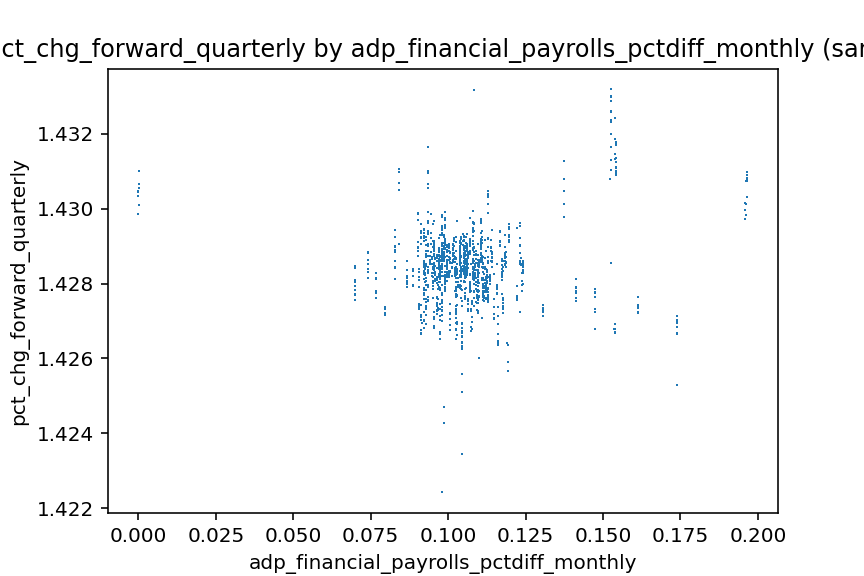 ct_chg_forward_quarterly by adp_financial_payrolls_pctdiff_monthly (sar
pct_chg_forward_quarterly
1.432
1.430
1.428
1.426
1.424
1.422
0.000 0.025 0.050 0.075 0.100 0.125 0.150 0.175 0.200
adp_financial_payrolls_pctdiff_monthly